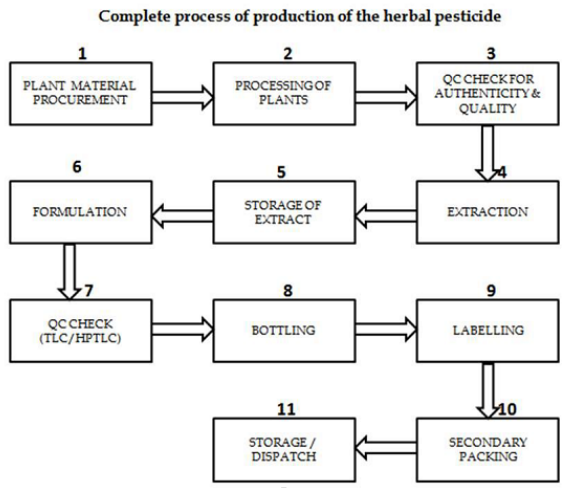 Complete process of production of the herbal pesticide
1
PLANT MATERIAL
PROCUREMENT
2
PROCESSING OF
PLANTS
3
QC CHECK FOR
AUTHENTICITY &
QUALITY
4
EXTRACTION
5
STORAGE OF
EXTRACT
6
FORMULATION
7
QC CHECK
(TLC/HPTLC)
8
BOTTLING
9
LABELLING
10
SECONDARY
PACKING
11
STORAGE /
DISPATCH